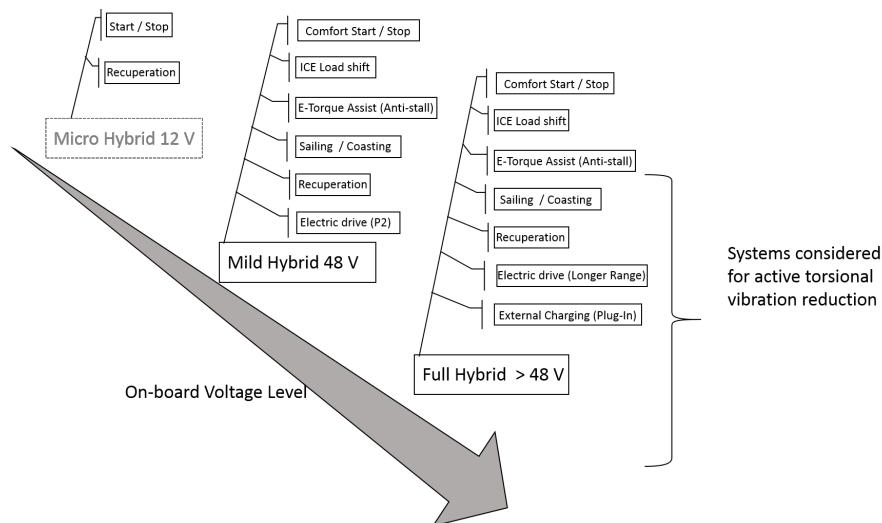 Start / Stop
Recuperation
Micro Hybrid 12 V
Comfort Start / Stop
ICE Load shift
E-Torque Assist (Anti-stall)
Sailing / Coasting
Recuperation
Electric drive (P2)
Mild Hybrid 48 V
Comfort Start / Stop
ICE Load shift
E-Torque Assist (Anti-stall)
Sailing / Coasting
Recuperation
Electric drive (Longer Range)
External Charging (Plug-In)
Full Hybrid > 48 V
Systems considered
for active torsional
vibration reduction
On-board Voltage Level